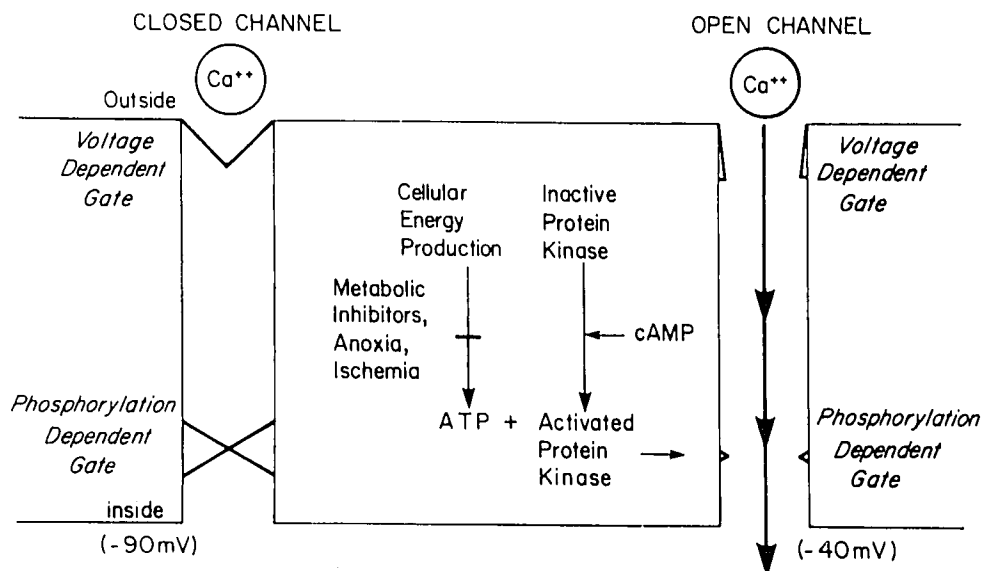 CLOSED CHANNEL
OPEN CHANNEL
Ca++
Ca++
Outside
Voltage
Dependent
Gate
Voltage
Dependent
Gate
Cellular
Energy
Production
Inactive
Protein
Kinase
Metabolic
Inhibitors,
Anoxia,
Ischemia
cAMP
Phosphorylation
Dependent
Gate
ATP + Activated
Protein
Kinase
Phosphorylation
Dependent
Gate
inside
(-90mV)
(-40mV)